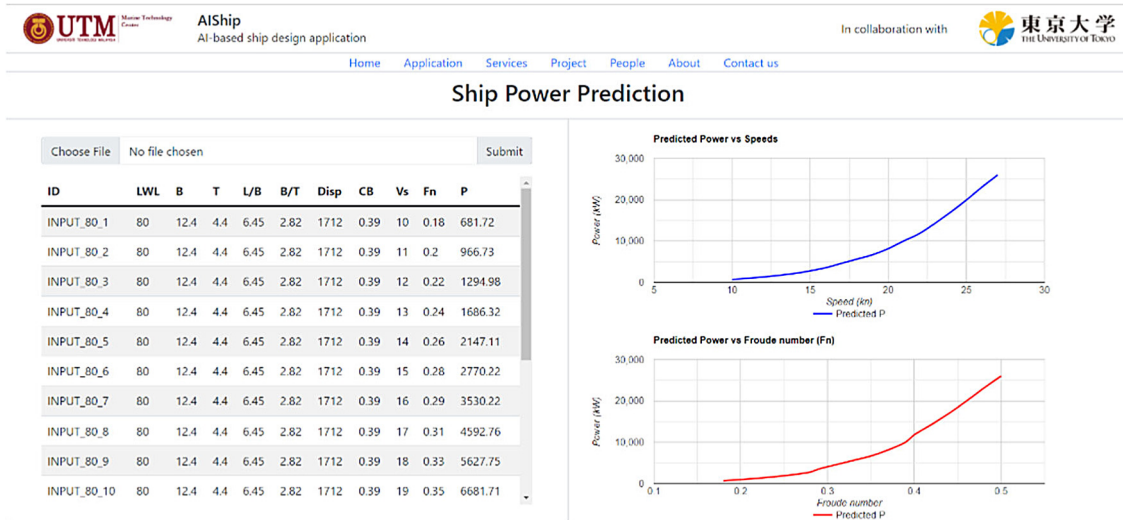 UTM
UNIVERSITI TEKNOLOGI MALAYSIA
Marine Technology
Center
AIShip
AI-based ship design application
In collaboration with
東京大学
THE UNIVERSITY OF TOKYO
Home Application Services Project People About Contact us
Ship Power Prediction
Choose File No file chosen Submit
ID LWL B T L/B B/T Disp CB Vs Fn P
INPUT_80_1 80 12.4 4.4 6.45 2.82 1712 0.39 10 0.18 681.72
INPUT_80_2 80 12.4 4.4 6.45 2.82 1712 0.39 11 0.2 966.73
INPUT_80_3 80 12.4 4.4 6.45 2.82 1712 0.39 12 0.22 1294.98
INPUT_80_4 80 12.4 4.4 6.45 2.82 1712 0.39 13 0.24 1686.32
INPUT_80_5 80 12.4 4.4 6.45 2.82 1712 0.39 14 0.26 2147.11
INPUT_80_6 80 12.4 4.4 6.45 2.82 1712 0.39 15 0.28 2770.22
INPUT_80_7 80 12.4 4.4 6.45 2.82 1712 0.39 16 0.29 3530.22
INPUT_80_8 80 12.4 4.4 6.45 2.82 1712 0.39 17 0.31 4592.76
INPUT_80_9 80 12.4 4.4 6.45 2.82 1712 0.39 18 0.33 5627.75
INPUT_80_10 80 12.4 4.4 6.45 2.82 1712 0.39 19 0.35 6681.71
Predicted Power vs Speeds
Power (kW)
30,000
20,000
10,000
0
5 10 15 20 25 30
Speed (kn)
Predicted P
Predicted Power vs Froude number (Fn)
Power (kW)
30,000
20,000
10,000
0
0.1 0.2 0.3 0.4 0.5
Froude number
Predicted P